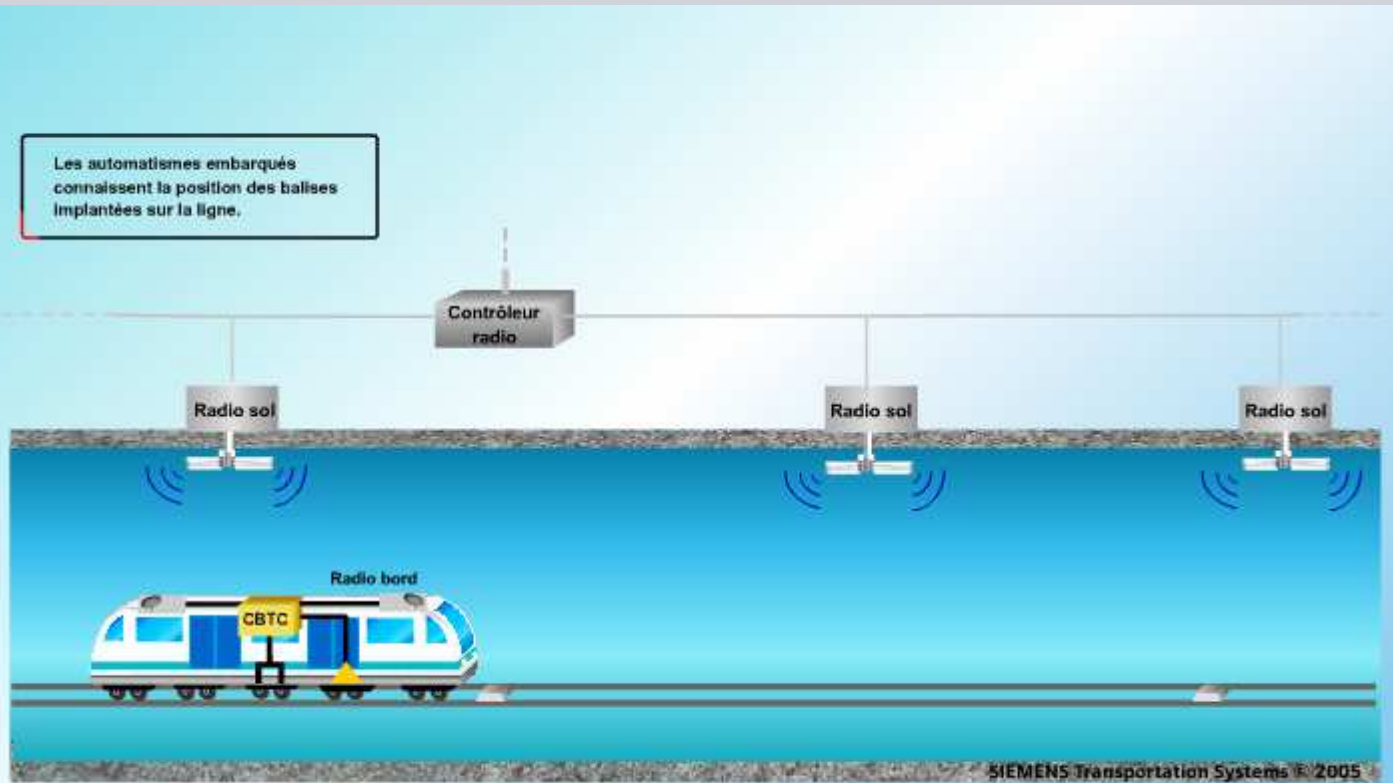 Les automatismes embarqués
connaissent la position des balises
implantées sur la ligne.
Contrôleur
radio
Radio sol
Radio sol
Radio sol
Radio bord
CBTC
SIEMENS Transportation Systems © 2005